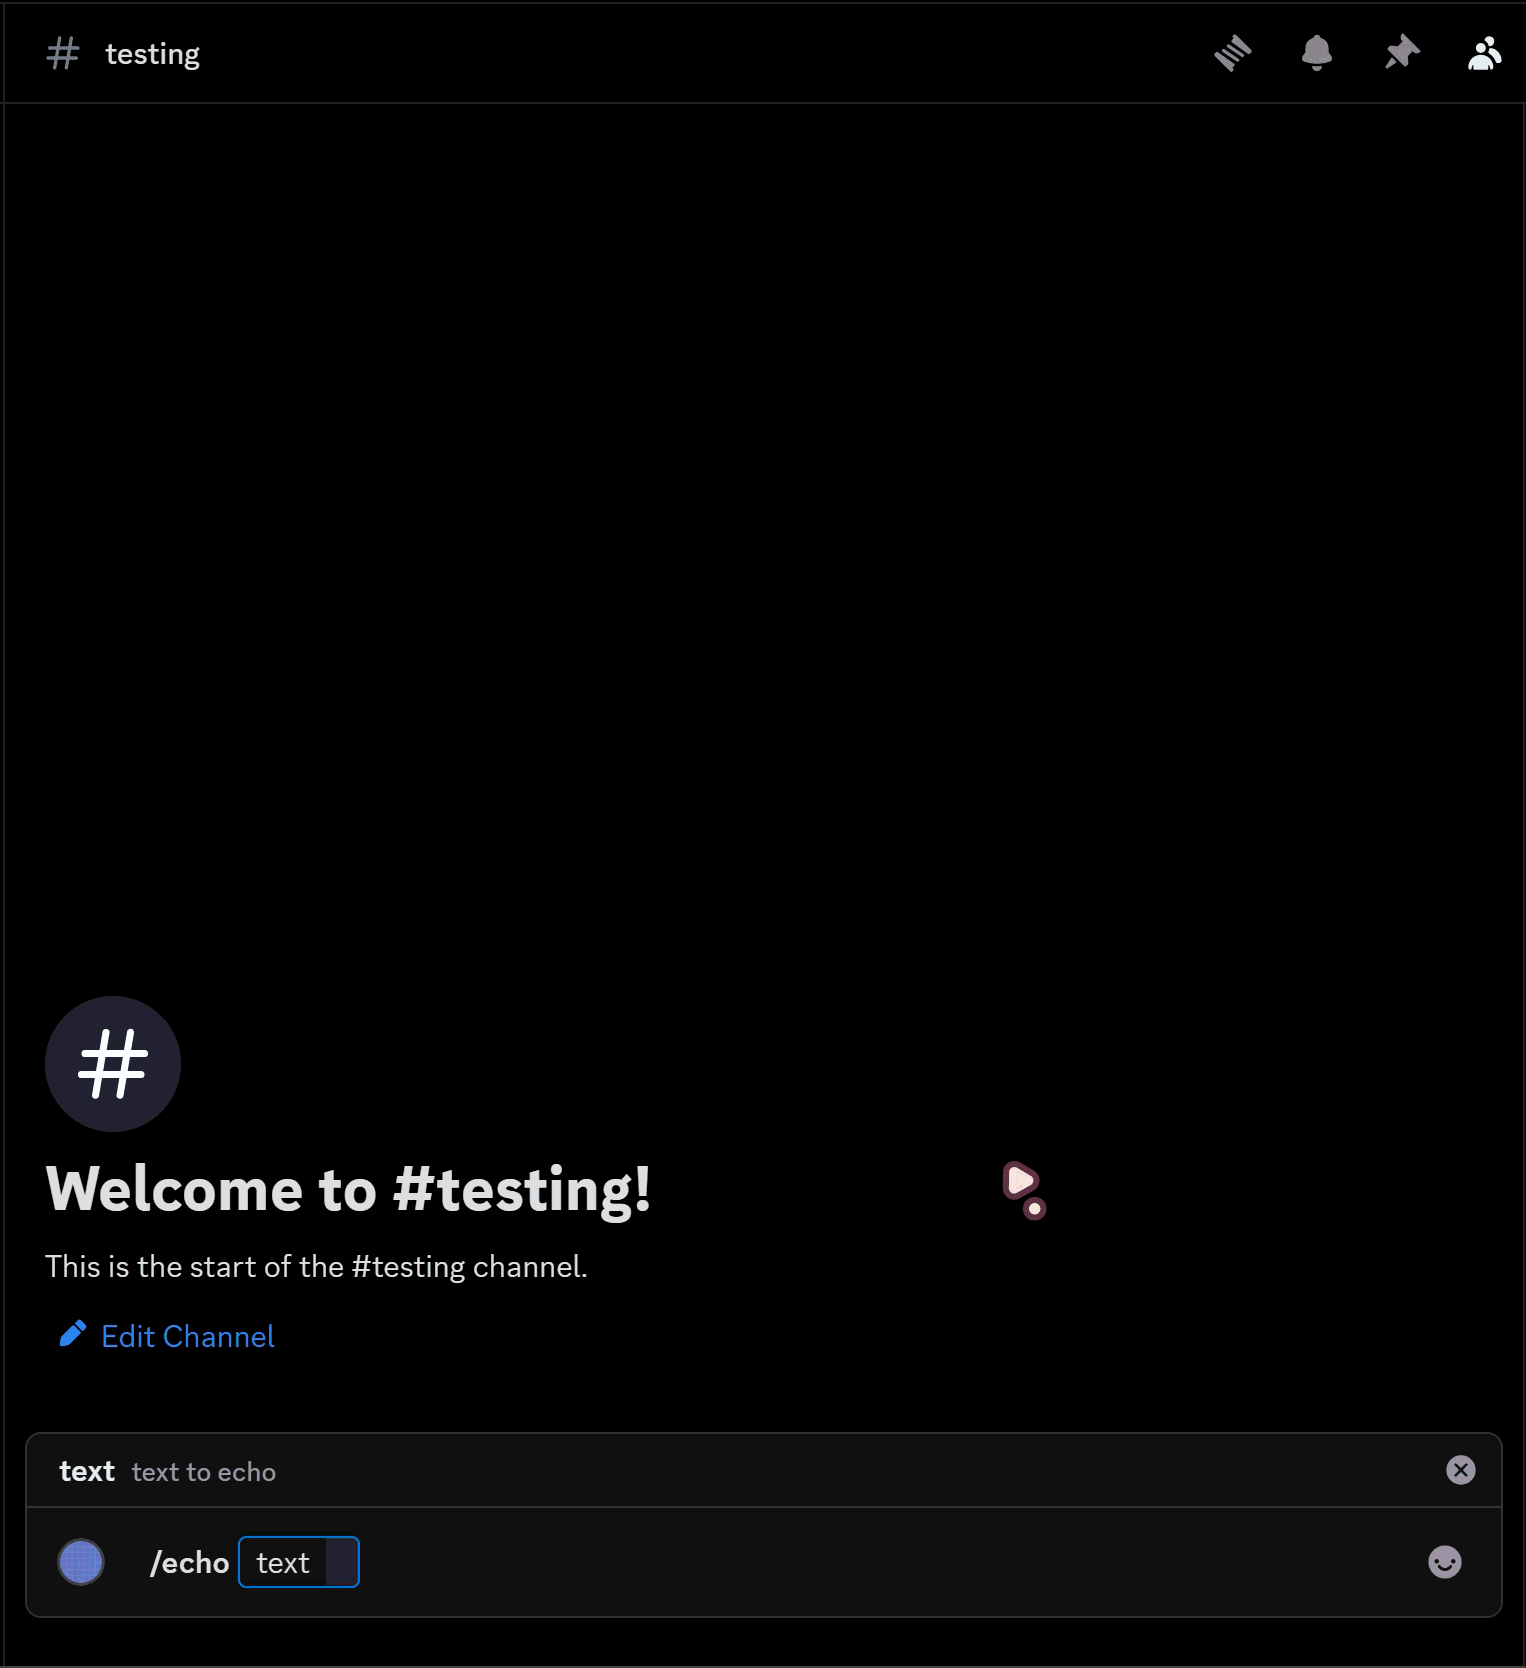 testing
Welcome to #testing!
This is the start of the #testing channel.
Edit Channel
text text to echo
/echo text